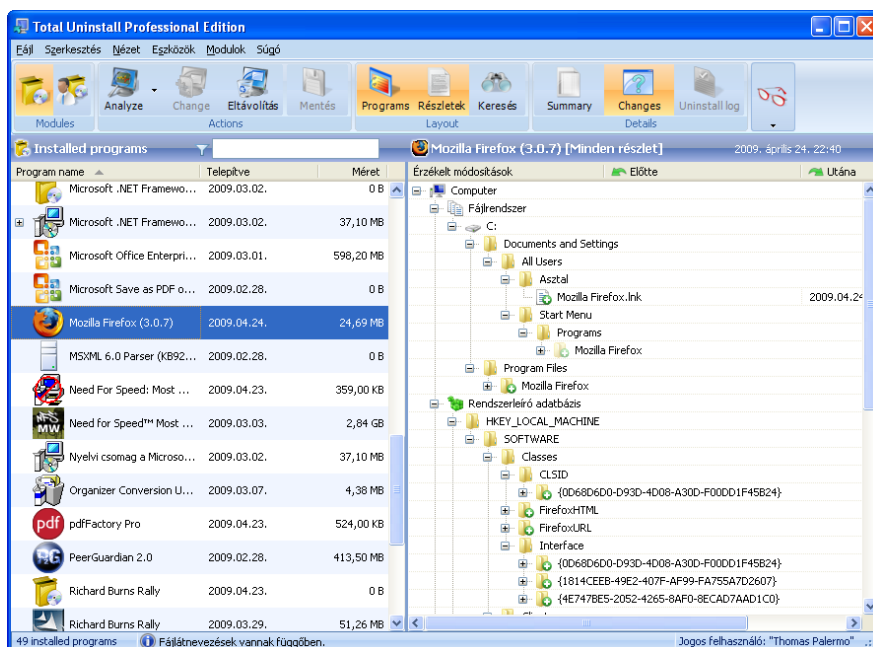 Total Uninstall Professional Edition
Fájl Szerkesztés Nézet Eszközök Modulok Súgó
Analyze Change Eltávolítás Mentés Programs Részletek Keresés Summary Changes Uninstall log
Modules Actions Layout Details
Installed programs
Mozilla Firefox (3.0.7) [Minden részlet] 2009. április 24. 22:40
Program name Telepítve Méret
Érzékelt módosítások Előtte Utána
Microsoft .NET Framewo... 2009.03.02. 0 B
Microsoft .NET Framewo... 2009.03.02. 37,10 MB
Microsoft Office Enterpri... 2009.03.01. 598,20 MB
Microsoft Save as PDF o... 2009.02.28. 0 B
Mozilla Firefox (3.0.7) 2009.04.24. 24,69 MB
MSXML 6.0 Parser (KB92... 2009.02.28. 0 B
Need For Speed: Most ... 2009.04.23. 359,00 KB
NFS MW
Need for Speed™ Most ... 2009.03.03. 2,84 GB
Nyelvi csomag a Microso... 2009.03.02. 37,10 MB
Organizer Conversion U... 2009.03.07. 4,38 MB
pdf
pdfFactory Pro 2009.04.23. 524,00 KB
PG
PeerGuardian 2.0 2009.02.28. 413,50 MB
Richard Burns Rally 2009.04.23. 0 B
Richard Burns Rally 2009.03.29. 51,26 MB
Computer
Fájlrendszer
C:
Documents and Settings
All Users
Asztal
Mozilla Firefox.lnk 2009.04.24
Start Menu
Programs
Mozilla Firefox
Program Files
Mozilla Firefox
Rendszerleíró adatbázis
HKEY_LOCAL_MACHINE
SOFTWARE
Classes
CLSID
{0D68D6D0-D93D-4D08-A30D-F00DD1F45B24}
FirefoxHTML
FirefoxURL
Interface
{0D68D6D0-D93D-4D08-A30D-F00DD1F45B24}
{1814CEEB-49E2-407F-AF99-FA755A7D2607}
{4E747BE5-2052-4265-8AF0-8ECAD7AAD1C0}
49 installed programs Fájlátnevezések vannak függőben. Jogos felhasználó: "Thomas Palermo"